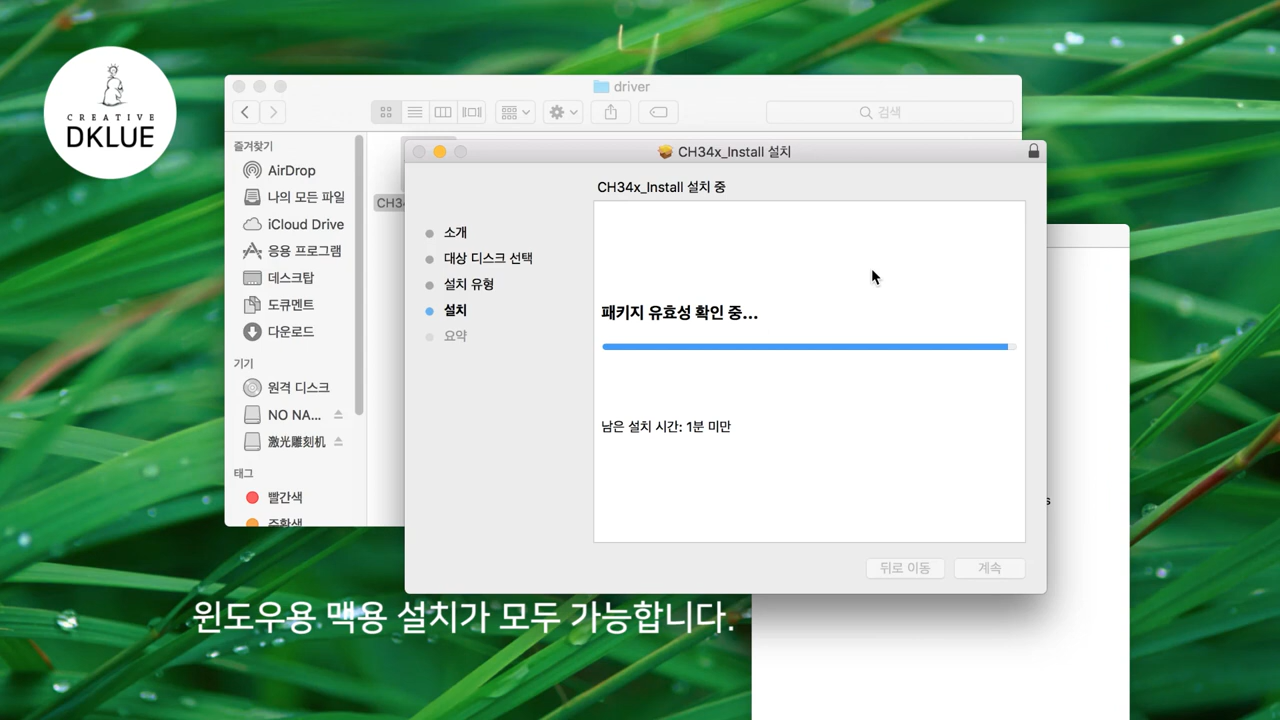 CREATIVE
DKLUE
driver
검색
즐겨찾기
AirDrop
나의 모든 파일
iCloud Drive
응용 프로그램
데스크탑
도큐멘트
다운로드
기기
원격 디스크
NO NA...
激光雕刻机
태그
빨간색
주황색
CH34
CH34x_Install 설치
CH34x_Install 설치 중
소개
대상 디스크 선택
설치 유형
설치
요약
패키지 유효성 확인 중...
남은 설치 시간: 1분 미만
뒤로 이동
계속
s
윈도우용 맥용 설치가 모두 가능합니다.